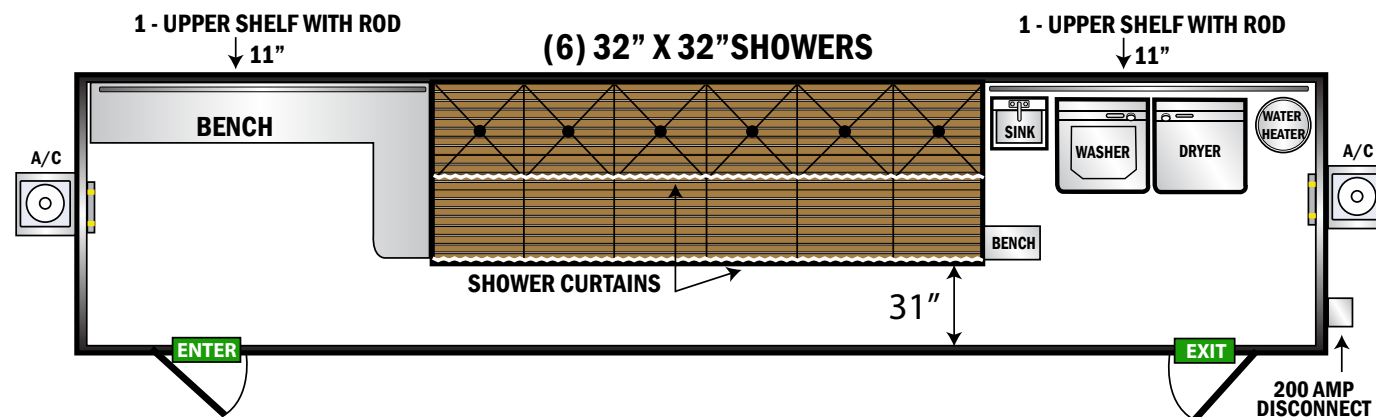 1 - UPPER SHELF WITH ROD
11”
(6) 32” X 32”SHOWERS
1 - UPPER SHELF WITH ROD
11”
BENCH
SINK
WASHER
DRYER
WATER
HEATER
A/C
A/C
BENCH
SHOWER CURTAINS
31”
ENTER
EXIT
200 AMP
DISCONNECT